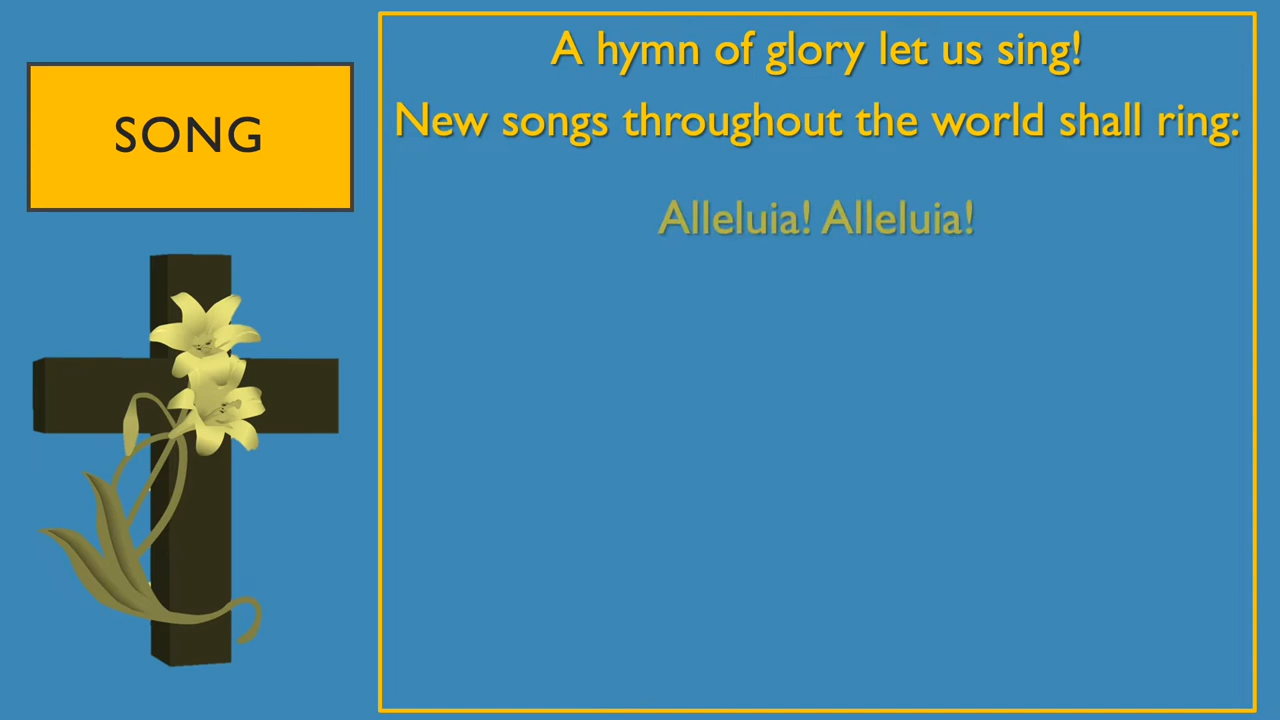 SONG
A hymn of glory let us sing!
New songs throughout the world shall ring:
Alleluia! Alleluia!